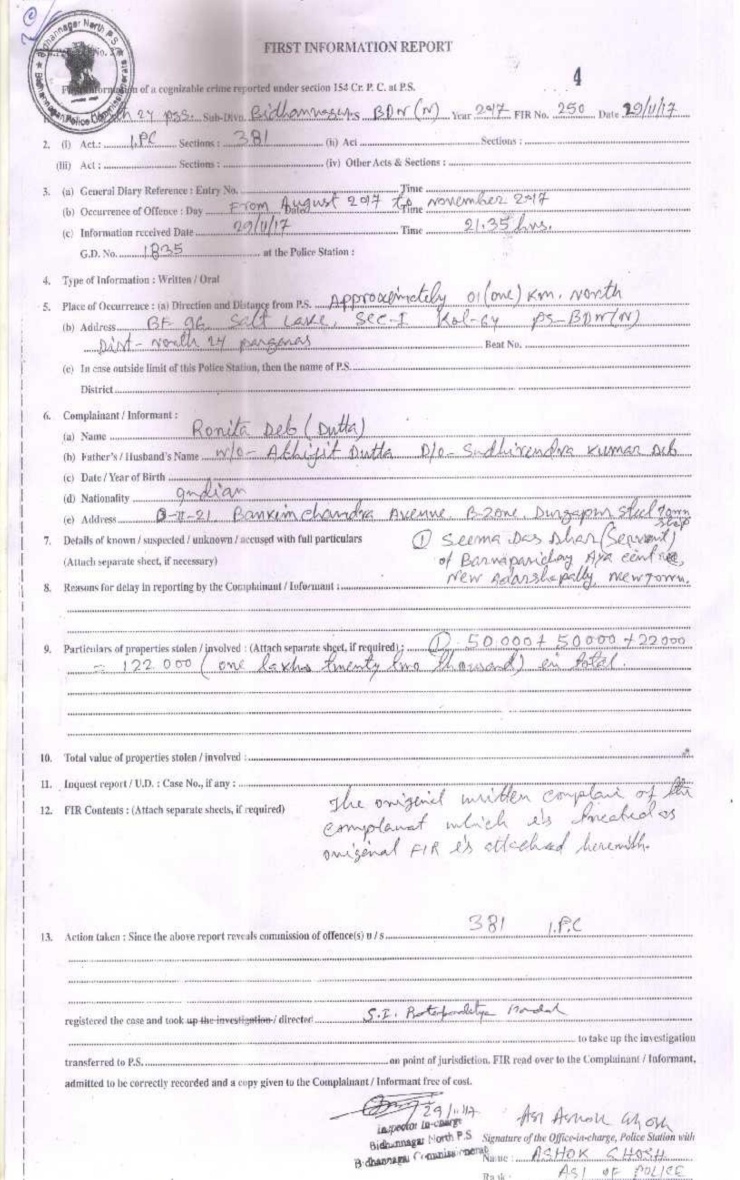 Bidhannagar North P.S.
FIRST INFORMATION REPORT
4
of a cognizable crime reported under section 154 Cr. P. C. at P.S.
24 pgs. Sub-Divn. Bidhannagar P.S BDN (N) Year 2017 FIR No. 250 Date 29/11/17
2. (i) Act.: I.PC Sections : 381 (ii) Act Sections :
(iii) Act : Sections : (iv) Other Acts & Sections :
3. (a) General Diary Reference : Entry No. Time
(b) Occurrence of Offence : Day From August 2017 to november 2017 Time
(c) Information received Date 29/11/17 Time 21.35 hrs.
G.D. No. 1835 at the Police Station :
4. Type of Information : Written / Oral
5. Place of Occurrence : (a) Direction and Distance from P.S. Approximately 01 (one) Km. North
(b) Address BF 96 Salt Lake, Sec-I Kol-64 PS-BDN(N)
Dist - North 24 parganas Beat No.
(c) In case outside limit of this Police Station, then the name of P.S.
District
6. Complainant / Informant :
(a) Name Ronita Deb (Dutta)
(b) Father's / Husband's Name w/o - Abhijit Dutta D/o - Sudhirendra Kumar Deb
(c) Date / Year of Birth
(d) Nationality Indian
(e) Address D-II-21, Bankim chandra Avenue, B-zone, Durgapur Steel Town
7. Details of known / suspected / unknown / accused with full particulars ① Seema Das Dhar (Servant)
(Attach separate sheet, if necessary) of Barnaparichay Aya centre,
New Adarshapally, Newtown.
8. Reasons for delay in reporting by the Complainant / Informant :
9. Particulars of properties stolen / involved : (Attach separate sheet, if required) : ① 50.000 + 50000 + 22000
= 122 000 (one lakhs twenty two thousand) in total.
10. Total value of properties stolen / involved :
11. Inquest report / U.D. : Case No., if any :
12. FIR Contents : (Attach separate sheets, if required) The original written complain of the
complanat which is treated as
original FIR is attached herewith.
13. Action taken : Since the above report reveals commission of offence(s) u / s 381 I.P.C
registered the case and took up the investigation / directed S.I.
to take up the investigation
transferred to P.S. on point of jurisdiction. FIR read over to the Complainant / Informant,
admitted to be correctly recorded and a copy given to the Complainant / Informant free of cost.
29/11/17
Inspector In-charge
Bidhannagar North P.S
Bidhannagar Commissionerate
ASI Ashok Ghosh
Signature of the Office-in-charge, Police Station with
Name : ASHOK GHOSH
Rank : ASI OF POLICE